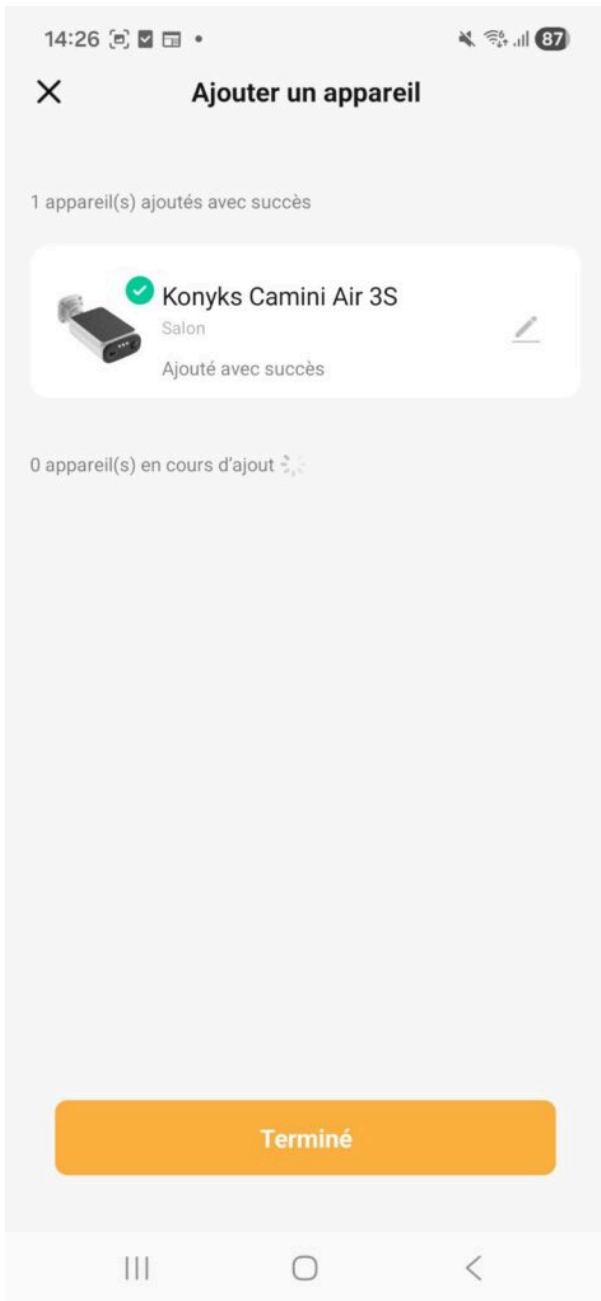 14:26 87
Ajouter un appareil
1 appareil(s) ajoutés avec succès
Konyks Camini Air 3S
Salon
Ajouté avec succès
0 appareil(s) en cours d'ajout
Terminé